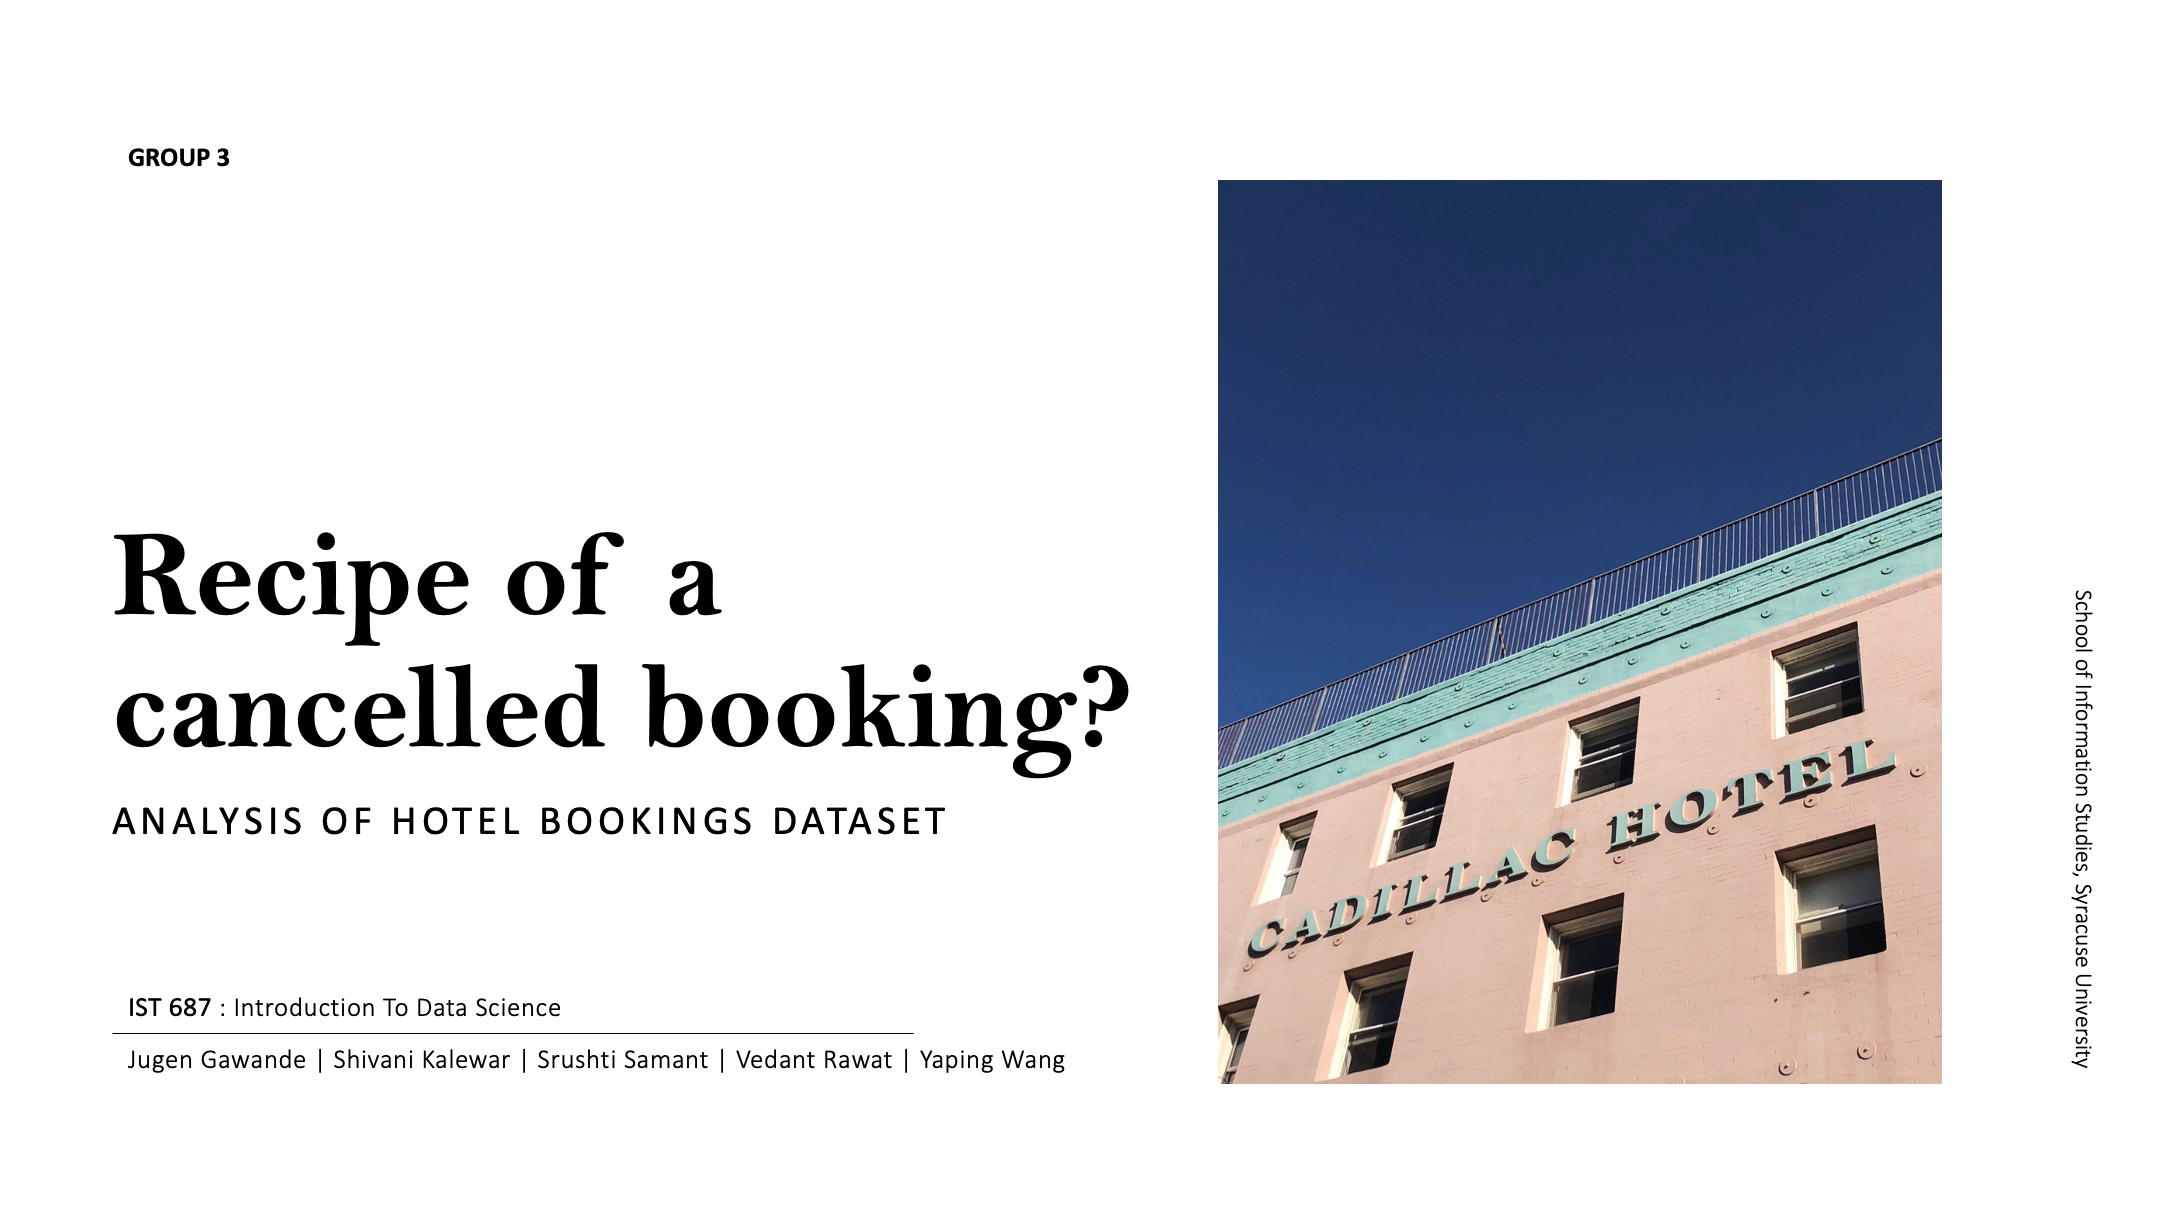 GROUP 3
Recipe of a
cancelled booking?
ANALYSIS OF HOTEL BOOKINGS DATASET
IST 687 : Introduction To Data Science
Jugen Gawande | Shivani Kalewar | Srushti Samant | Vedant Rawat | Yaping Wang
CADILLAC HOTEL
School of Information Studies, Syracuse University